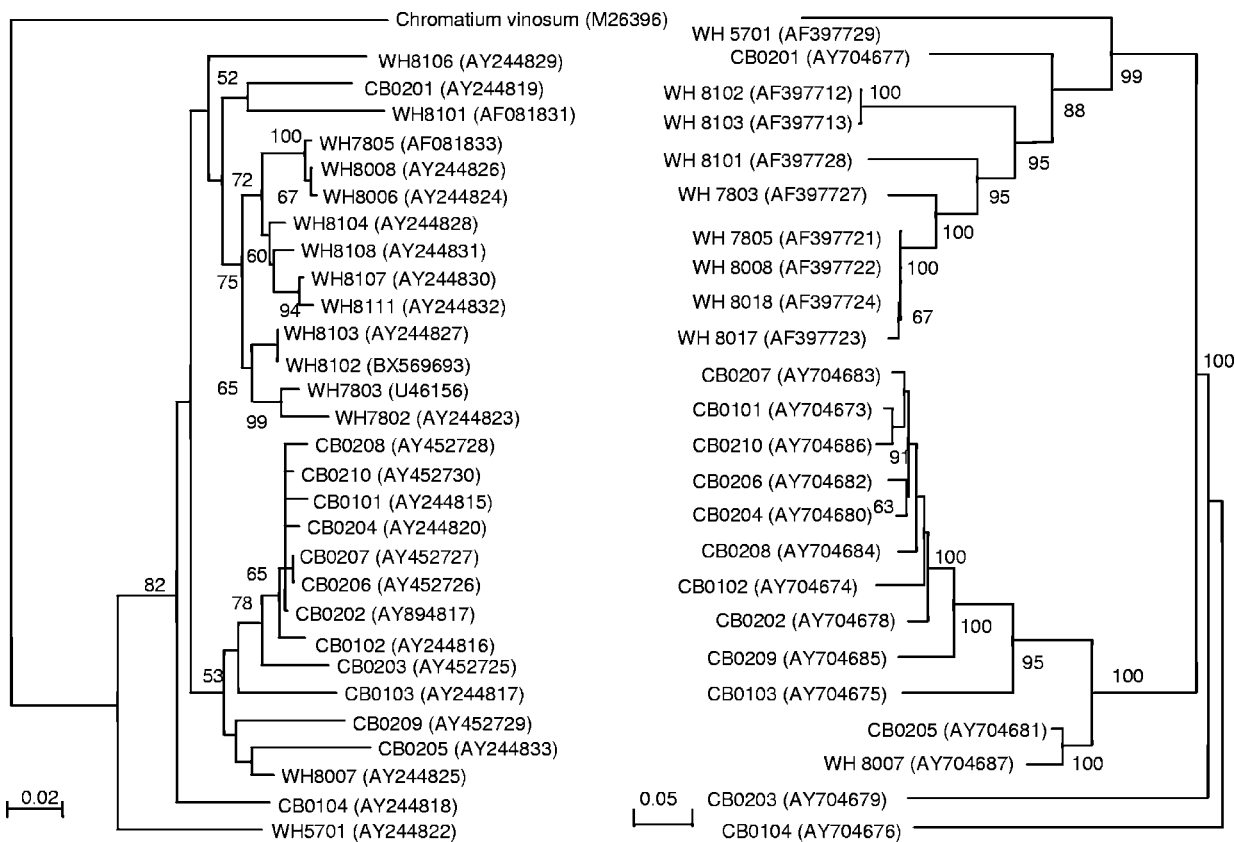 Chromatium vinosum (M26396)
WH8106 (AY244829)
52
CB0201 (AY244819)
WH8101 (AF081831)
100
WH7805 (AF081833)
WH8008 (AY244826)
72
67
WH8006 (AY244824)
WH8104 (AY244828)
60
WH8108 (AY244831)
75
WH8107 (AY244830)
94
WH8111 (AY244832)
WH8103 (AY244827)
WH8102 (BX569693)
65
WH7803 (U46156)
99
WH7802 (AY244823)
CB0208 (AY452728)
CB0210 (AY452730)
CB0101 (AY244815)
CB0204 (AY244820)
CB0207 (AY452727)
65
82
CB0206 (AY452726)
78
CB0202 (AY894817)
CB0102 (AY244816)
53
CB0203 (AY452725)
CB0103 (AY244817)
CB0209 (AY452729)
CB0205 (AY244833)
WH8007 (AY244825)
0.02
CB0104 (AY244818)
WH5701 (AY244822)
WH 5701 (AF397729)
CB0201 (AY704677)
99
WH 8102 (AF397712)
100
88
WH 8103 (AF397713)
WH 8101 (AF397728)
95
WH 7803 (AF397727)
95
WH 7805 (AF397721)
100
WH 8008 (AF397722)
100
WH 8018 (AF397724)
67
WH 8017 (AF397723)
100
CB0207 (AY704683)
CB0101 (AY704673)
CB0210 (AY704686)
91
CB0206 (AY704682)
63
CB0204 (AY704680)
CB0208 (AY704684)
100
CB0102 (AY704674)
CB0202 (AY704678)
100
CB0209 (AY704685)
95
100
CB0103 (AY704675)
CB0205 (AY704681)
WH 8007 (AY704687)
100
0.05
CB0203 (AY704679)
CB0104 (AY704676)